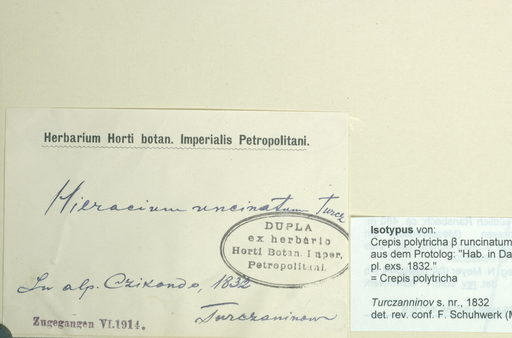 Herbarium Horti botan. Imperialis Petropolitani.
Hieracium uncinatum Turcz
DUPLA
ex herbario
Horti Botan. Imper.
Petropolitani.
In alp. Czikondo, 1832
Turczaninow
Zugegangen VI.1914.
Isotypus von:
Crepis polytricha β runcinatum
aus dem Protolog: "Hab. in Da
pl. exs. 1832."
= Crepis polytricha
Turczanninov s. nr., 1832
det. rev. conf. F. Schuhwerk (M